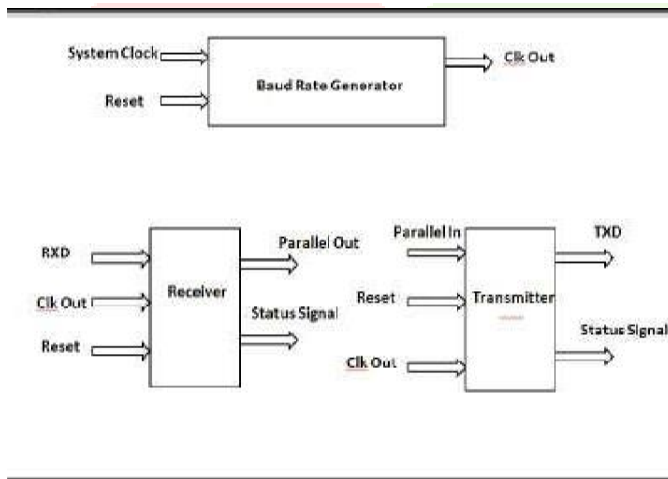 System Clock
Clk Out
Baud Rate Generator
Reset
RXD
Clk Out
Reset
Receiver
Parallel Out
Status Signal
Parallel In
Reset
Clk Out
Transmitter
TXD
Status Signal